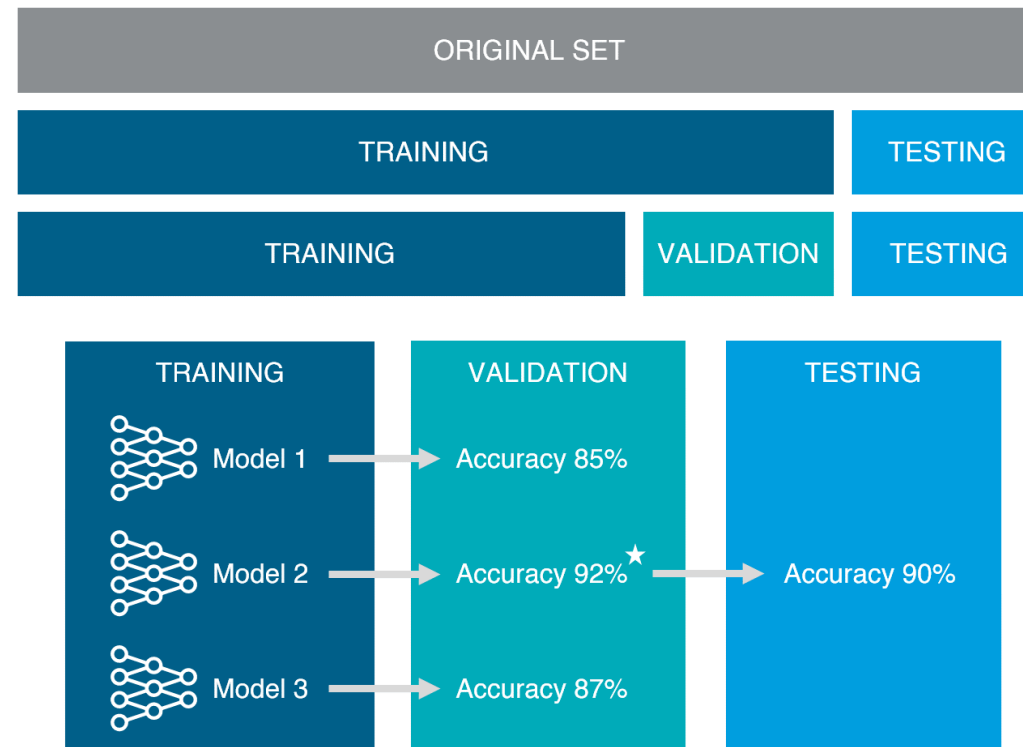 ORIGINAL SET
TRAINING TESTING
TRAINING VALIDATION TESTING
TRAINING VALIDATION TESTING
Model 1 Accuracy 85%
Model 2 Accuracy 92%★ Accuracy 90%
Model 3 Accuracy 87%